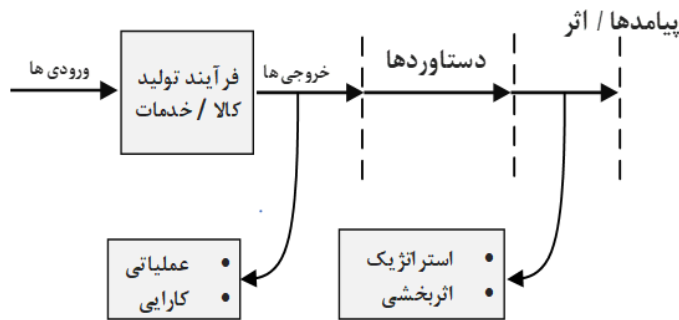 پیامدها / اثر
دستاوردها
خروجی ها
ورودی ها
فرآیند تولید
کالا / خدمات
• عملیاتی
• کارایی
• استراتژیک
• اثربخشی